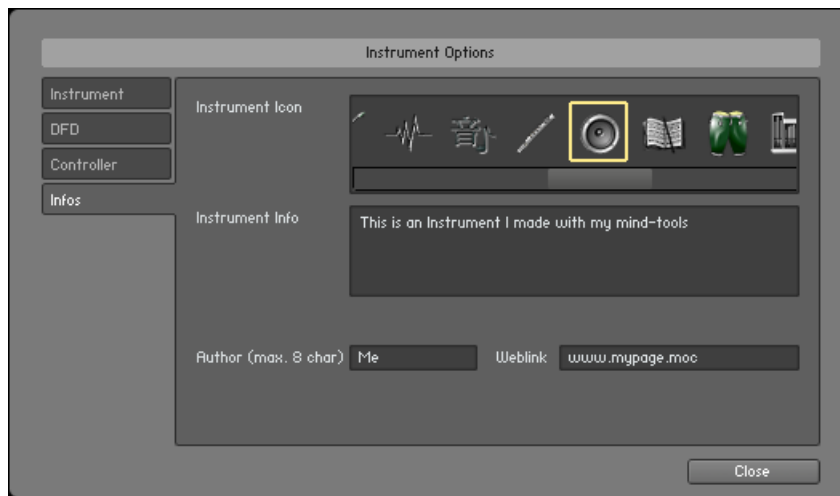 Instrument Options
Instrument
DFD
Controller
Infos
Instrument Icon
Instrument Info
This is an Instrument I made with my mind-tools
Author (max. 8 char)
Me
Weblink
www.mypage.moc
Close